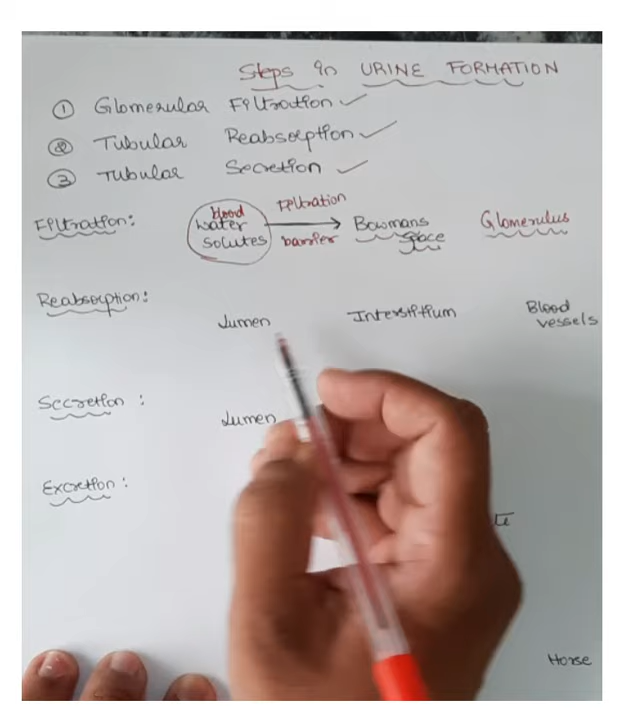 Steps in URINE FORMATION
① Glomerular Filtration ✓
② Tubular Reabsorption ✓
③ Tubular Secretion ✓
Filtration: blood water solutes Filtration barrier Bowmans Space Glomerulus
Reabsorption: Lumen Interstitium Blood vessels
Secretion : Lumen
Excretion :
Horse